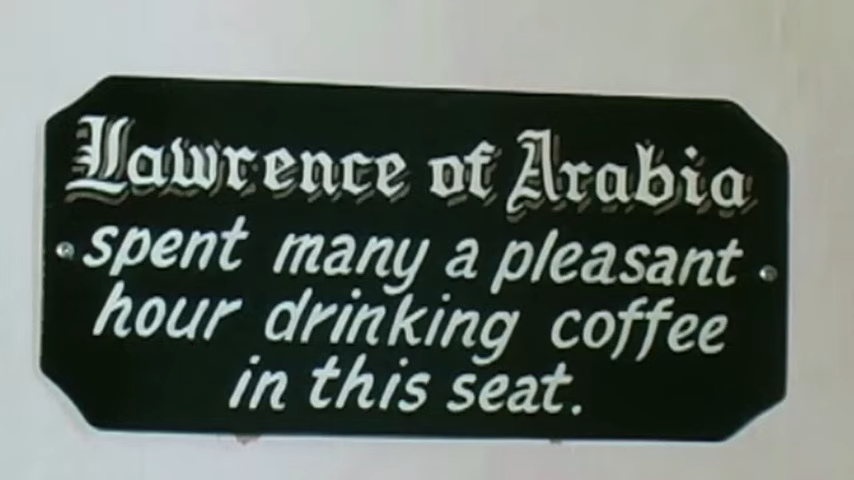 Lawrence of Arabia
spent many a pleasant
hour drinking coffee
in this seat.